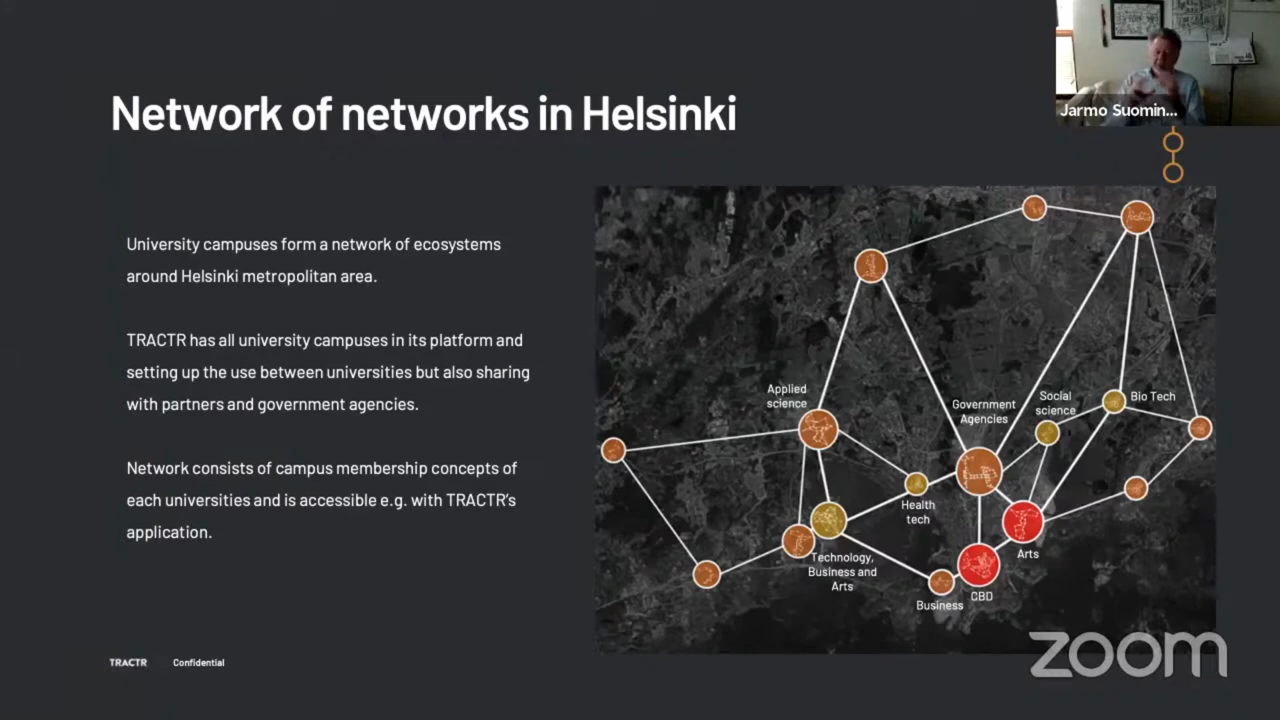 Jarmo Suomin...
Network of networks in Helsinki
University campuses form a network of ecosystems
around Helsinki metropolitan area.
TRACTR has all university campuses in its platform and
setting up the use between universities but also sharing
with partners and government agencies.
Network consists of campus membership concepts of
each universities and is accessible e.g. with TRACTR's
application.
Applied
science
Government
Agencies
Social
science
Bio Tech
Health
tech
Technology,
Business and
Arts
Arts
Business
CBD
TRACTR
Confidential
zoom